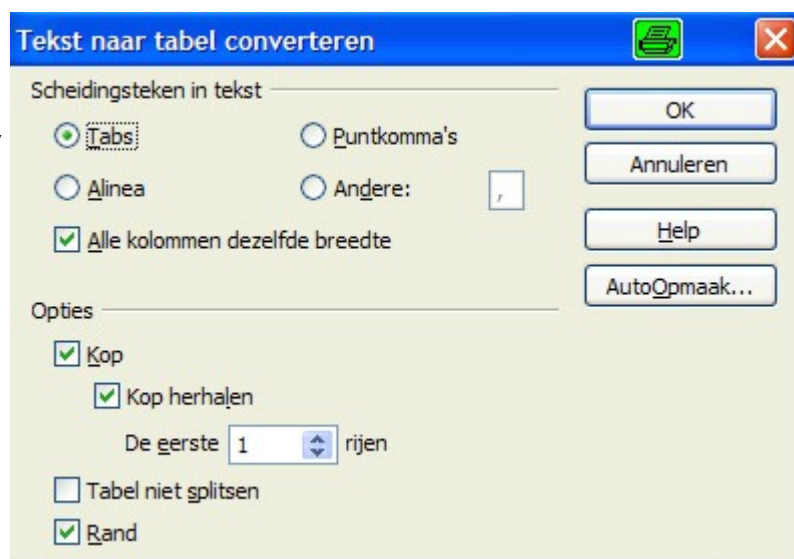 Tekst naar tabel converteren
Scheidingsteken in tekst
Tabs
Puntkomma's
Alinea
Andere: ,
Alle kolommen dezelfde breedte
OK
Annuleren
Help
AutoOpmaak...
Opties
Kop
Kop herhalen
De eerste 1 rijen
Tabel niet splitsen
Rand